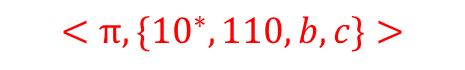 < π, {10*, 110, b, c} >